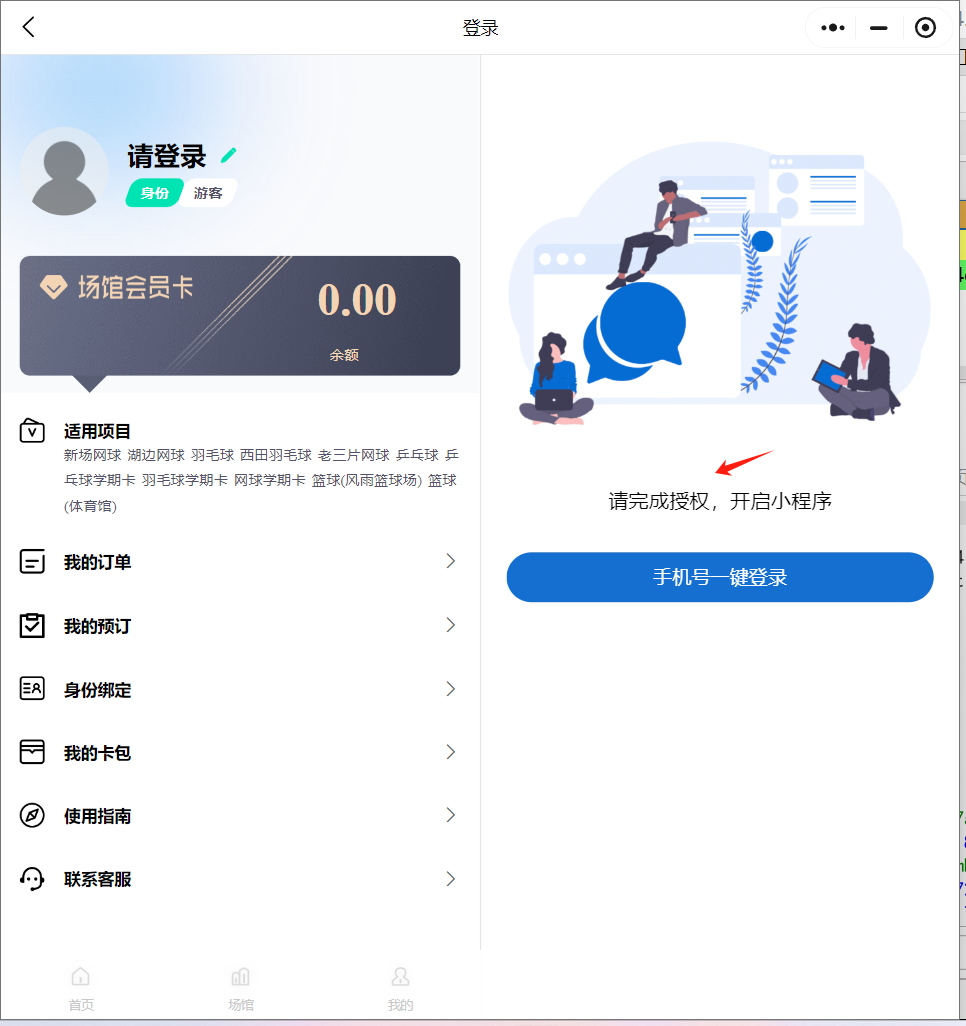 登录
请登录
身份 游客
场馆会员卡
0.00
余额
适用项目
新场网球 湖边网球 羽毛球 西田羽毛球 老三片网球 乒乓球 乒
乓球学期卡 羽毛球学期卡 网球学期卡 篮球(风雨篮球场) 篮球
(体育馆)
我的订单
我的预订
身份绑定
我的卡包
使用指南
联系客服
首页 场馆 我的
请完成授权，开启小程序
手机号一键登录